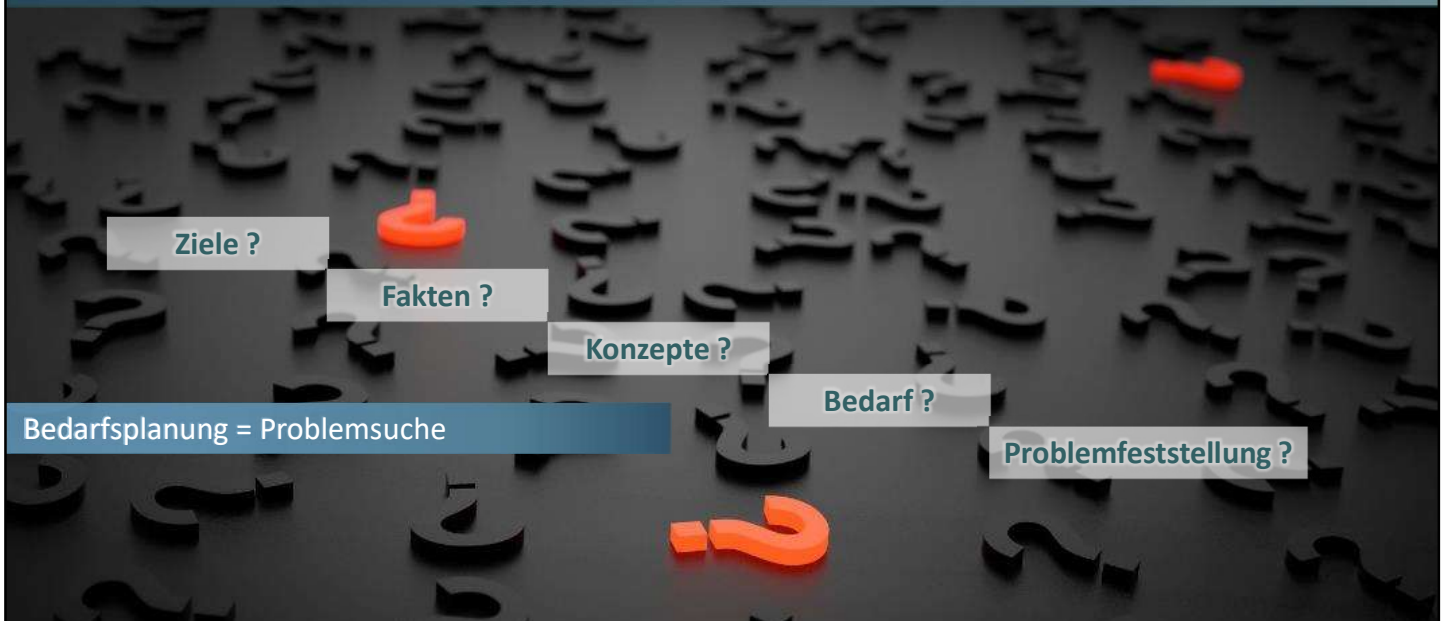 Ziele ?
Fakten ?
Konzepte ?
Bedarf ?
Bedarfsplanung = Problemsuche
Problemfeststellung ?